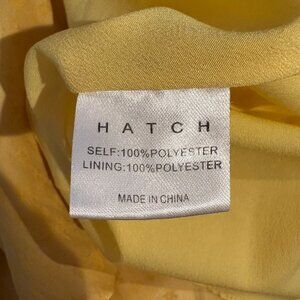 HATCH
SELF:100%POLYESTER
LINING:100%POLYESTER
MADE IN CHINA